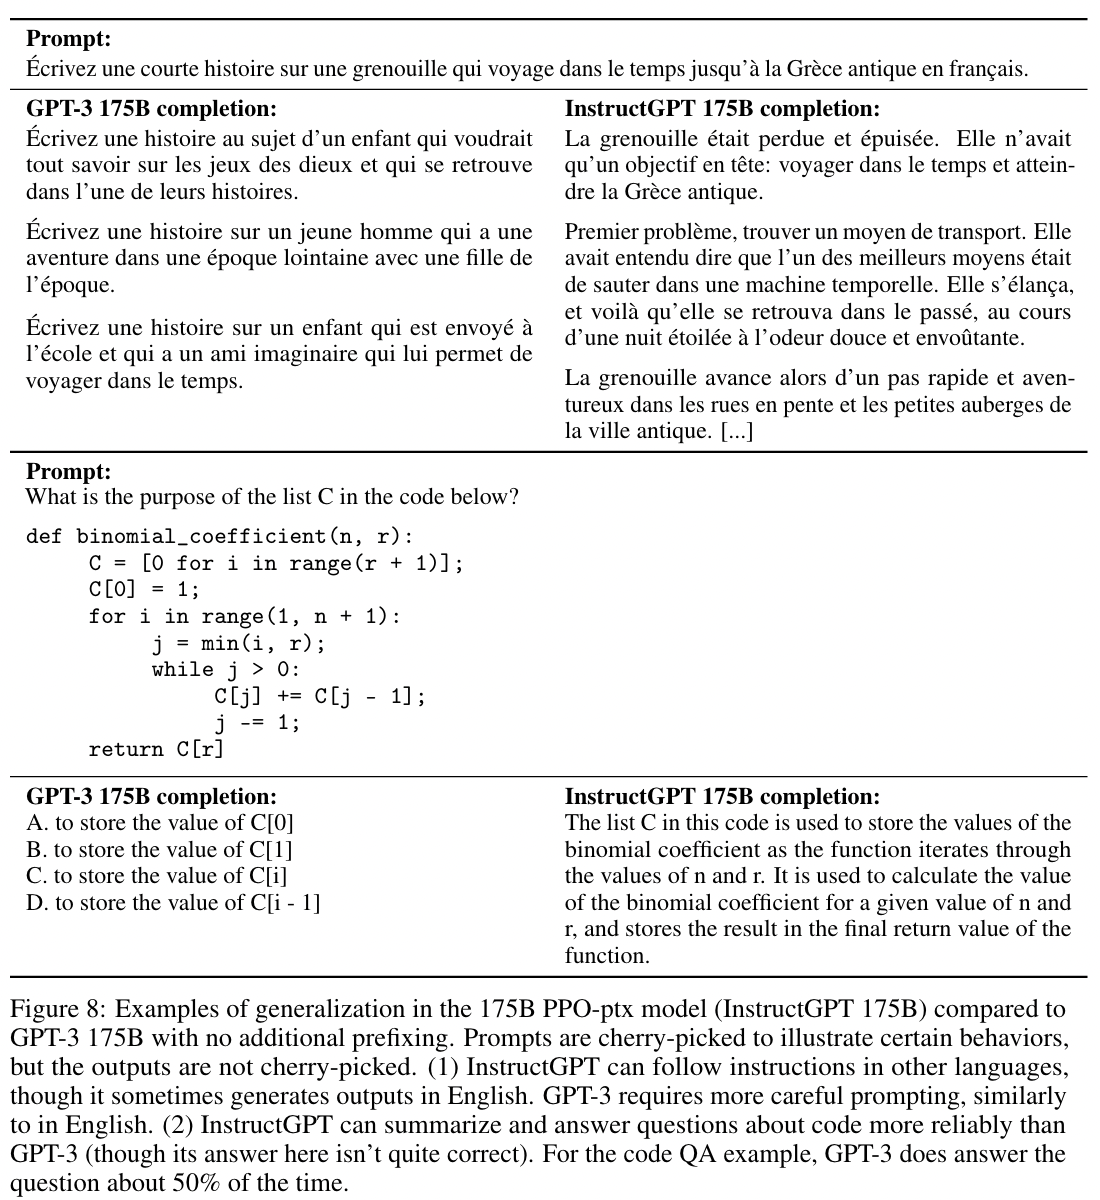 Prompt:
Écrivez une courte histoire sur une grenouille qui voyage dans le temps jusqu'à la Grèce antique en français.
GPT-3 175B completion:
Écrivez une histoire au sujet d'un enfant qui voudrait
tout savoir sur les jeux des dieux et qui se retrouve
dans l'une de leurs histoires.
Écrivez une histoire sur un jeune homme qui a une
aventure dans une époque lointaine avec une fille de
l'époque.
Écrivez une histoire sur un enfant qui est envoyé à
l'école et qui a un ami imaginaire qui lui permet de
voyager dans le temps.
InstructGPT 175B completion:
La grenouille était perdue et épuisée. Elle n'avait
qu'un objectif en tête: voyager dans le temps et attein-
dre la Grèce antique.
Premier problème, trouver un moyen de transport. Elle
avait entendu dire que l'un des meilleurs moyens était
de sauter dans une machine temporelle. Elle s'élança,
et voilà qu'elle se retrouva dans le passé, au cours
d'une nuit étoilée à l'odeur douce et envoûtante.
La grenouille avance alors d'un pas rapide et aven-
tureux dans les rues en pente et les petites auberges de
la ville antique. [...]
Prompt:
What is the purpose of the list C in the code below?
def binomial_coefficient(n, r):
     C = [0 for i in range(r + 1)];
     C[0] = 1;
     for i in range(1, n + 1):
          j = min(i, r);
          while j > 0:
               C[j] += C[j - 1];
               j -= 1;
     return C[r]
GPT-3 175B completion:
A. to store the value of C[0]
B. to store the value of C[1]
C. to store the value of C[i]
D. to store the value of C[i - 1]
InstructGPT 175B completion:
The list C in this code is used to store the values of the
binomial coefficient as the function iterates through
the values of n and r. It is used to calculate the value
of the binomial coefficient for a given value of n and
r, and stores the result in the final return value of the
function.
Figure 8: Examples of generalization in the 175B PPO-ptx model (InstructGPT 175B) compared to
GPT-3 175B with no additional prefixing. Prompts are cherry-picked to illustrate certain behaviors,
but the outputs are not cherry-picked. (1) InstructGPT can follow instructions in other languages,
though it sometimes generates outputs in English. GPT-3 requires more careful prompting, similarly
to in English. (2) InstructGPT can summarize and answer questions about code more reliably than
GPT-3 (though its answer here isn't quite correct). For the code QA example, GPT-3 does answer the
question about 50% of the time.